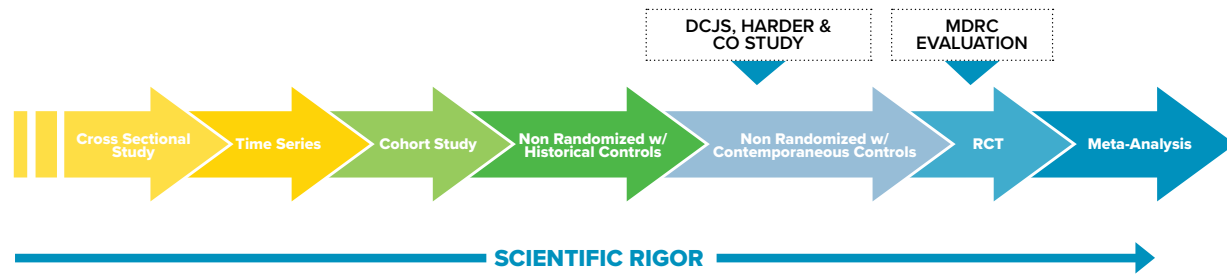 DCJS, HARDER &
CO STUDY
MDRC
EVALUATION
Cross Sectional
Study
Time Series
Cohort Study
Non Randomized w/
Historical Controls
Non Randomized w/
Contemporaneous Controls
RCT
Meta-Analysis
SCIENTIFIC RIGOR